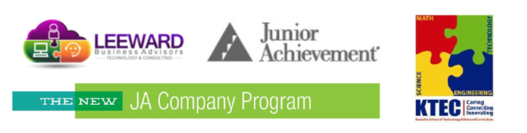 LEEWARD
Business Advisors
TECHNOLOGY & CONSULTING
Junior
Achievement
THE NEW JA Company Program
MATH
TECHNOLOGY
SCIENCE
ENGINEERING
KTEC
Caring
Connecting
Innovating